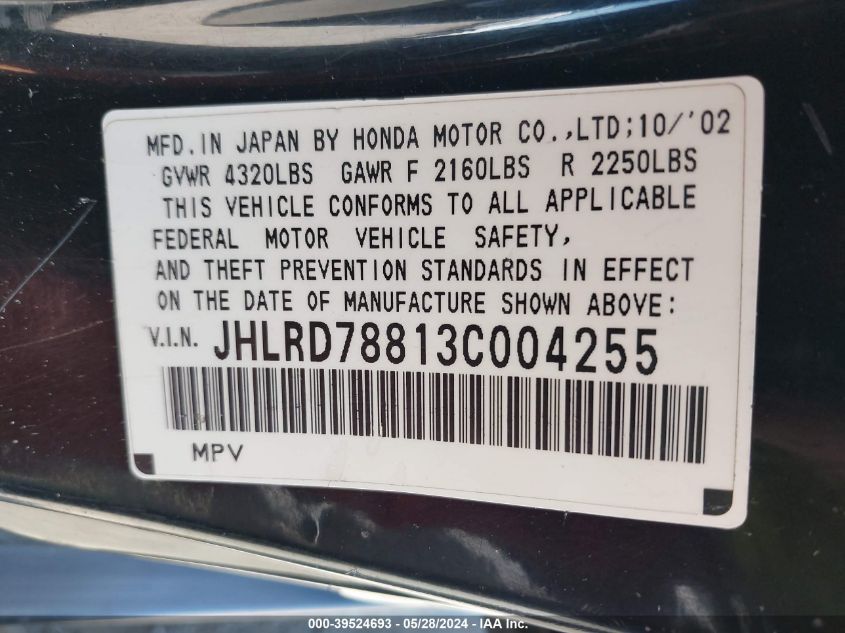 MFD.IN JAPAN BY HONDA MOTOR CO.,LTD;10/'02
GVWR 4320LBS GAWR F 2160LBS R 2250LBS
THIS VEHICLE CONFORMS TO ALL APPLICABLE
FEDERAL MOTOR VEHICLE SAFETY,
AND THEFT PREVENTION STANDARDS IN EFFECT
ON THE DATE OF MANUFACTURE SHOWN ABOVE:
V.I.N. JHLRD78813C004255
MPV
000-39524693 - 05/28/2024 - IAA Inc.